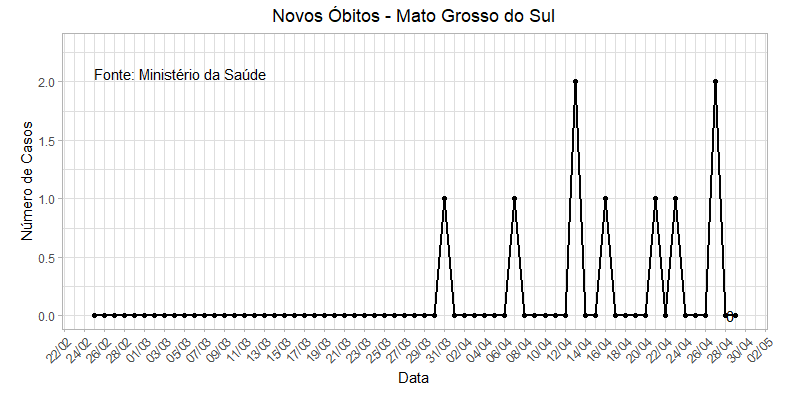 Novos Óbitos - Mato Grosso do Sul
Fonte: Ministério da Saúde
Número de Casos
2.0
1.5
1.0
0.5
0.0
0
22/02 24/02 26/02 28/02 01/03 03/03 05/03 07/03 09/03 11/03 13/03 15/03 17/03 19/03 21/03 23/03 25/03 27/03 29/03 31/03 02/04 04/04 06/04 08/04 10/04 12/04 14/04 16/04 18/04 20/04 22/04 24/04 26/04 28/04 30/04 02/05
Data